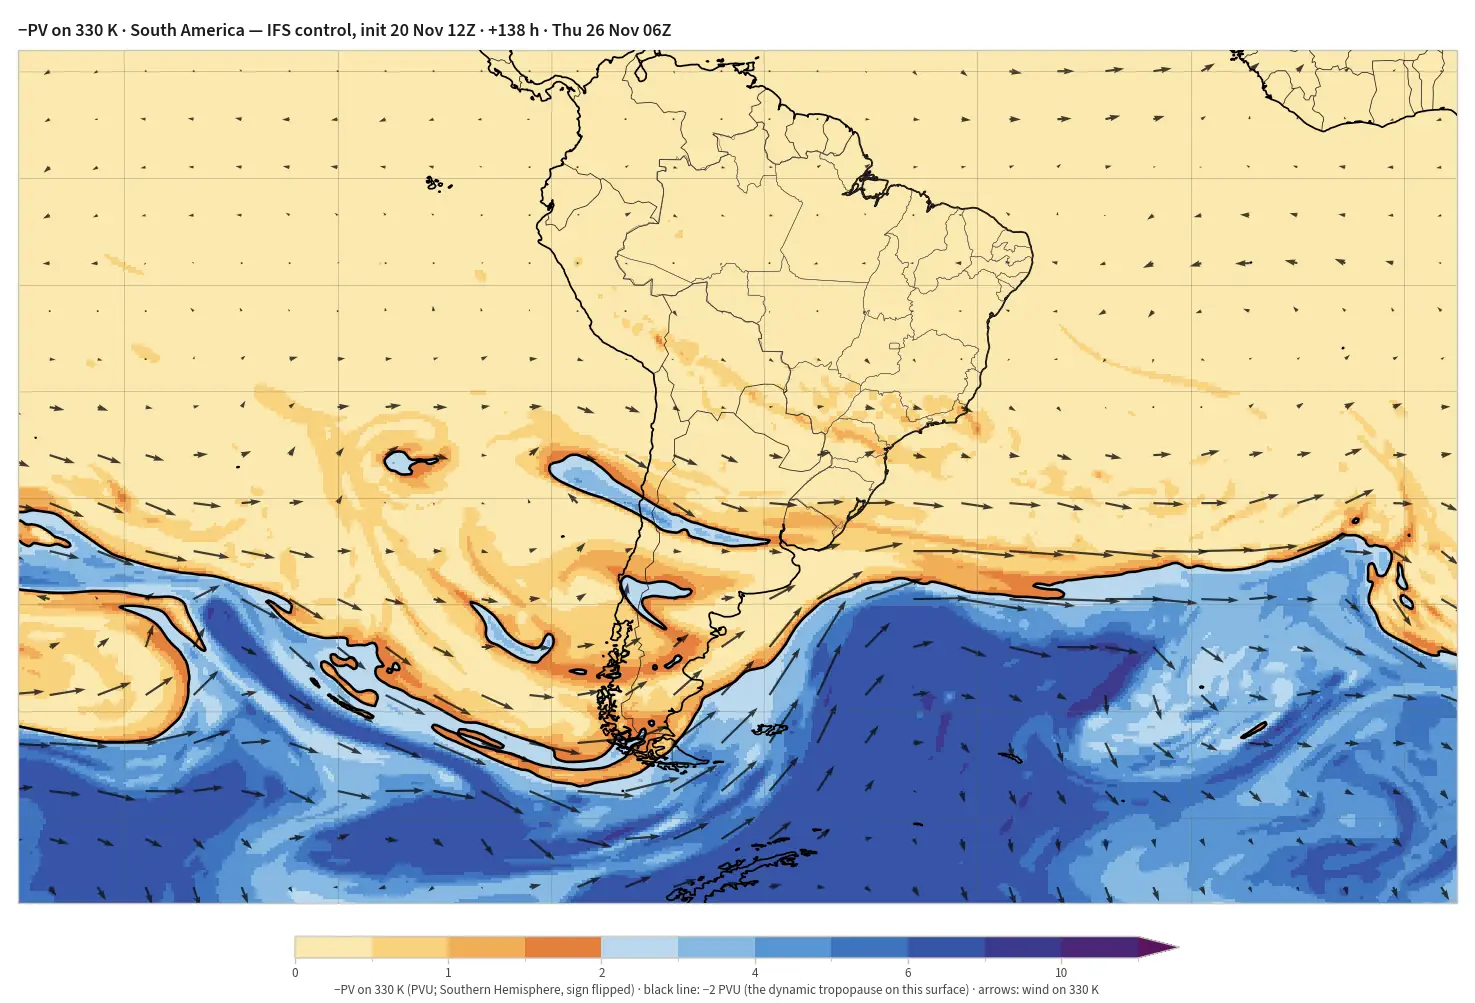 −PV on 330 K · South America — IFS control, init 20 Nov 12Z · +138 h · Thu 26 Nov 06Z
0 1 2 4 6 10
−PV on 330 K (PVU; Southern Hemisphere, sign flipped) · black line: −2 PVU (the dynamic tropopause on this surface) · arrows: wind on 330 K